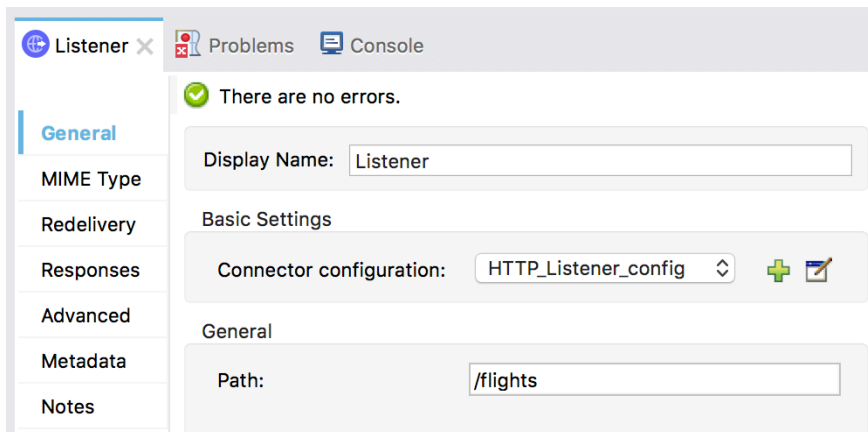 Listener Problems Console
There are no errors.
General
Display Name: Listener
MIME Type
Basic Settings
Redelivery
Responses
Connector configuration: HTTP_Listener_config
Advanced
General
Metadata
Path: /flights
Notes